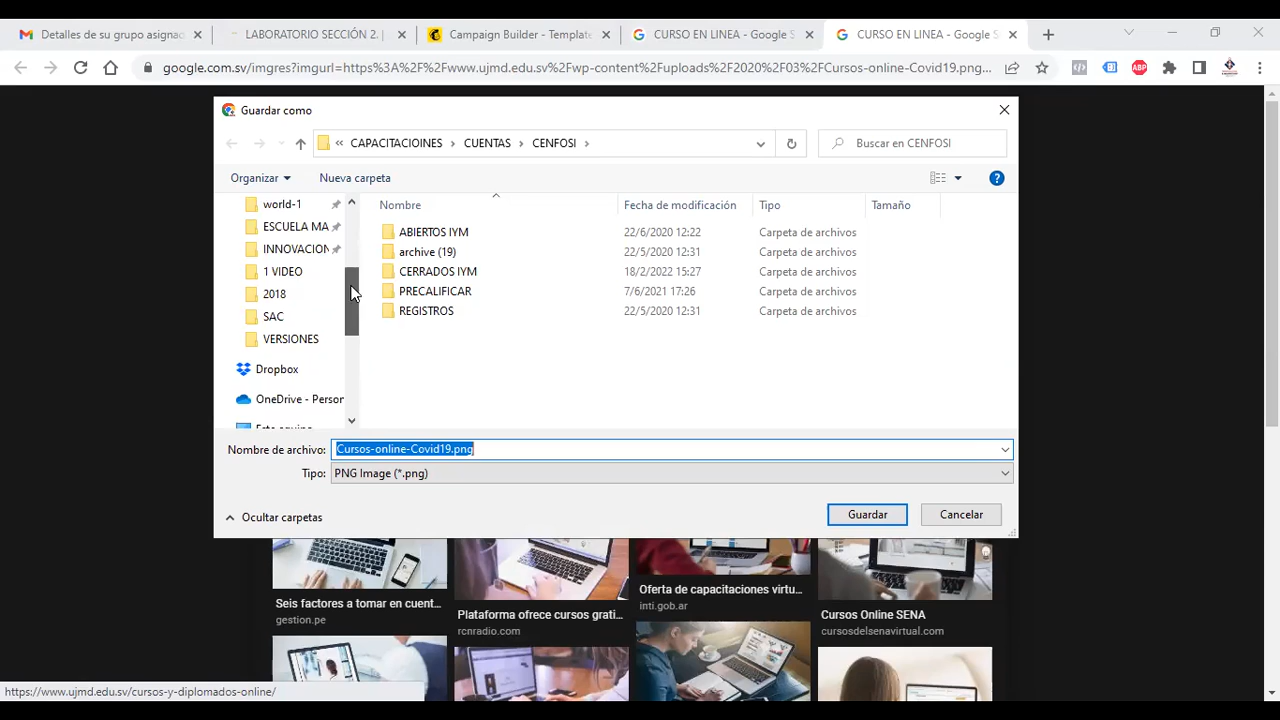 Detalles de su grupo asignad
LABORATORIO SECCIÓN 2. |
Campaign Builder - Template
CURSO EN LINEA - Google S
CURSO EN LINEA - Google S
google.com.sv/imgres?imgurl=https%3A%2F%2Fwww.ujmd.edu.sv%2Fwp-content%2Fuploads%2F2020%2F03%2FCursos-online-Covid19.png...
ABP
Guardar como
« CAPACITACIOINES › CUENTAS › CENFOSI ›
Buscar en CENFOSI
Organizar
Nueva carpeta
world-1
ESCUELA MA
INNOVACION
1 VIDEO
2018
SAC
VERSIONES
Dropbox
OneDrive - Person
Este equipo
Nombre Fecha de modificación Tipo Tamaño
ABIERTOS IYM 22/6/2020 12:22 Carpeta de archivos
archive (19) 22/5/2020 12:31 Carpeta de archivos
CERRADOS IYM 18/2/2022 15:27 Carpeta de archivos
PRECALIFICAR 7/6/2021 17:26 Carpeta de archivos
REGISTROS 22/5/2020 12:31 Carpeta de archivos
Nombre de archivo: Cursos-online-Covid19.png
Tipo: PNG Image (*.png)
Ocultar carpetas
Guardar
Cancelar
Seis factores a tomar en cuent...
gestion.pe
Plataforma ofrece cursos grati...
rcnradio.com
Oferta de capacitaciones virtu...
inti.gob.ar
Cursos Online SENA
cursosdelsenavirtual.com
https://www.ujmd.edu.sv/cursos-y-diplomados-online/